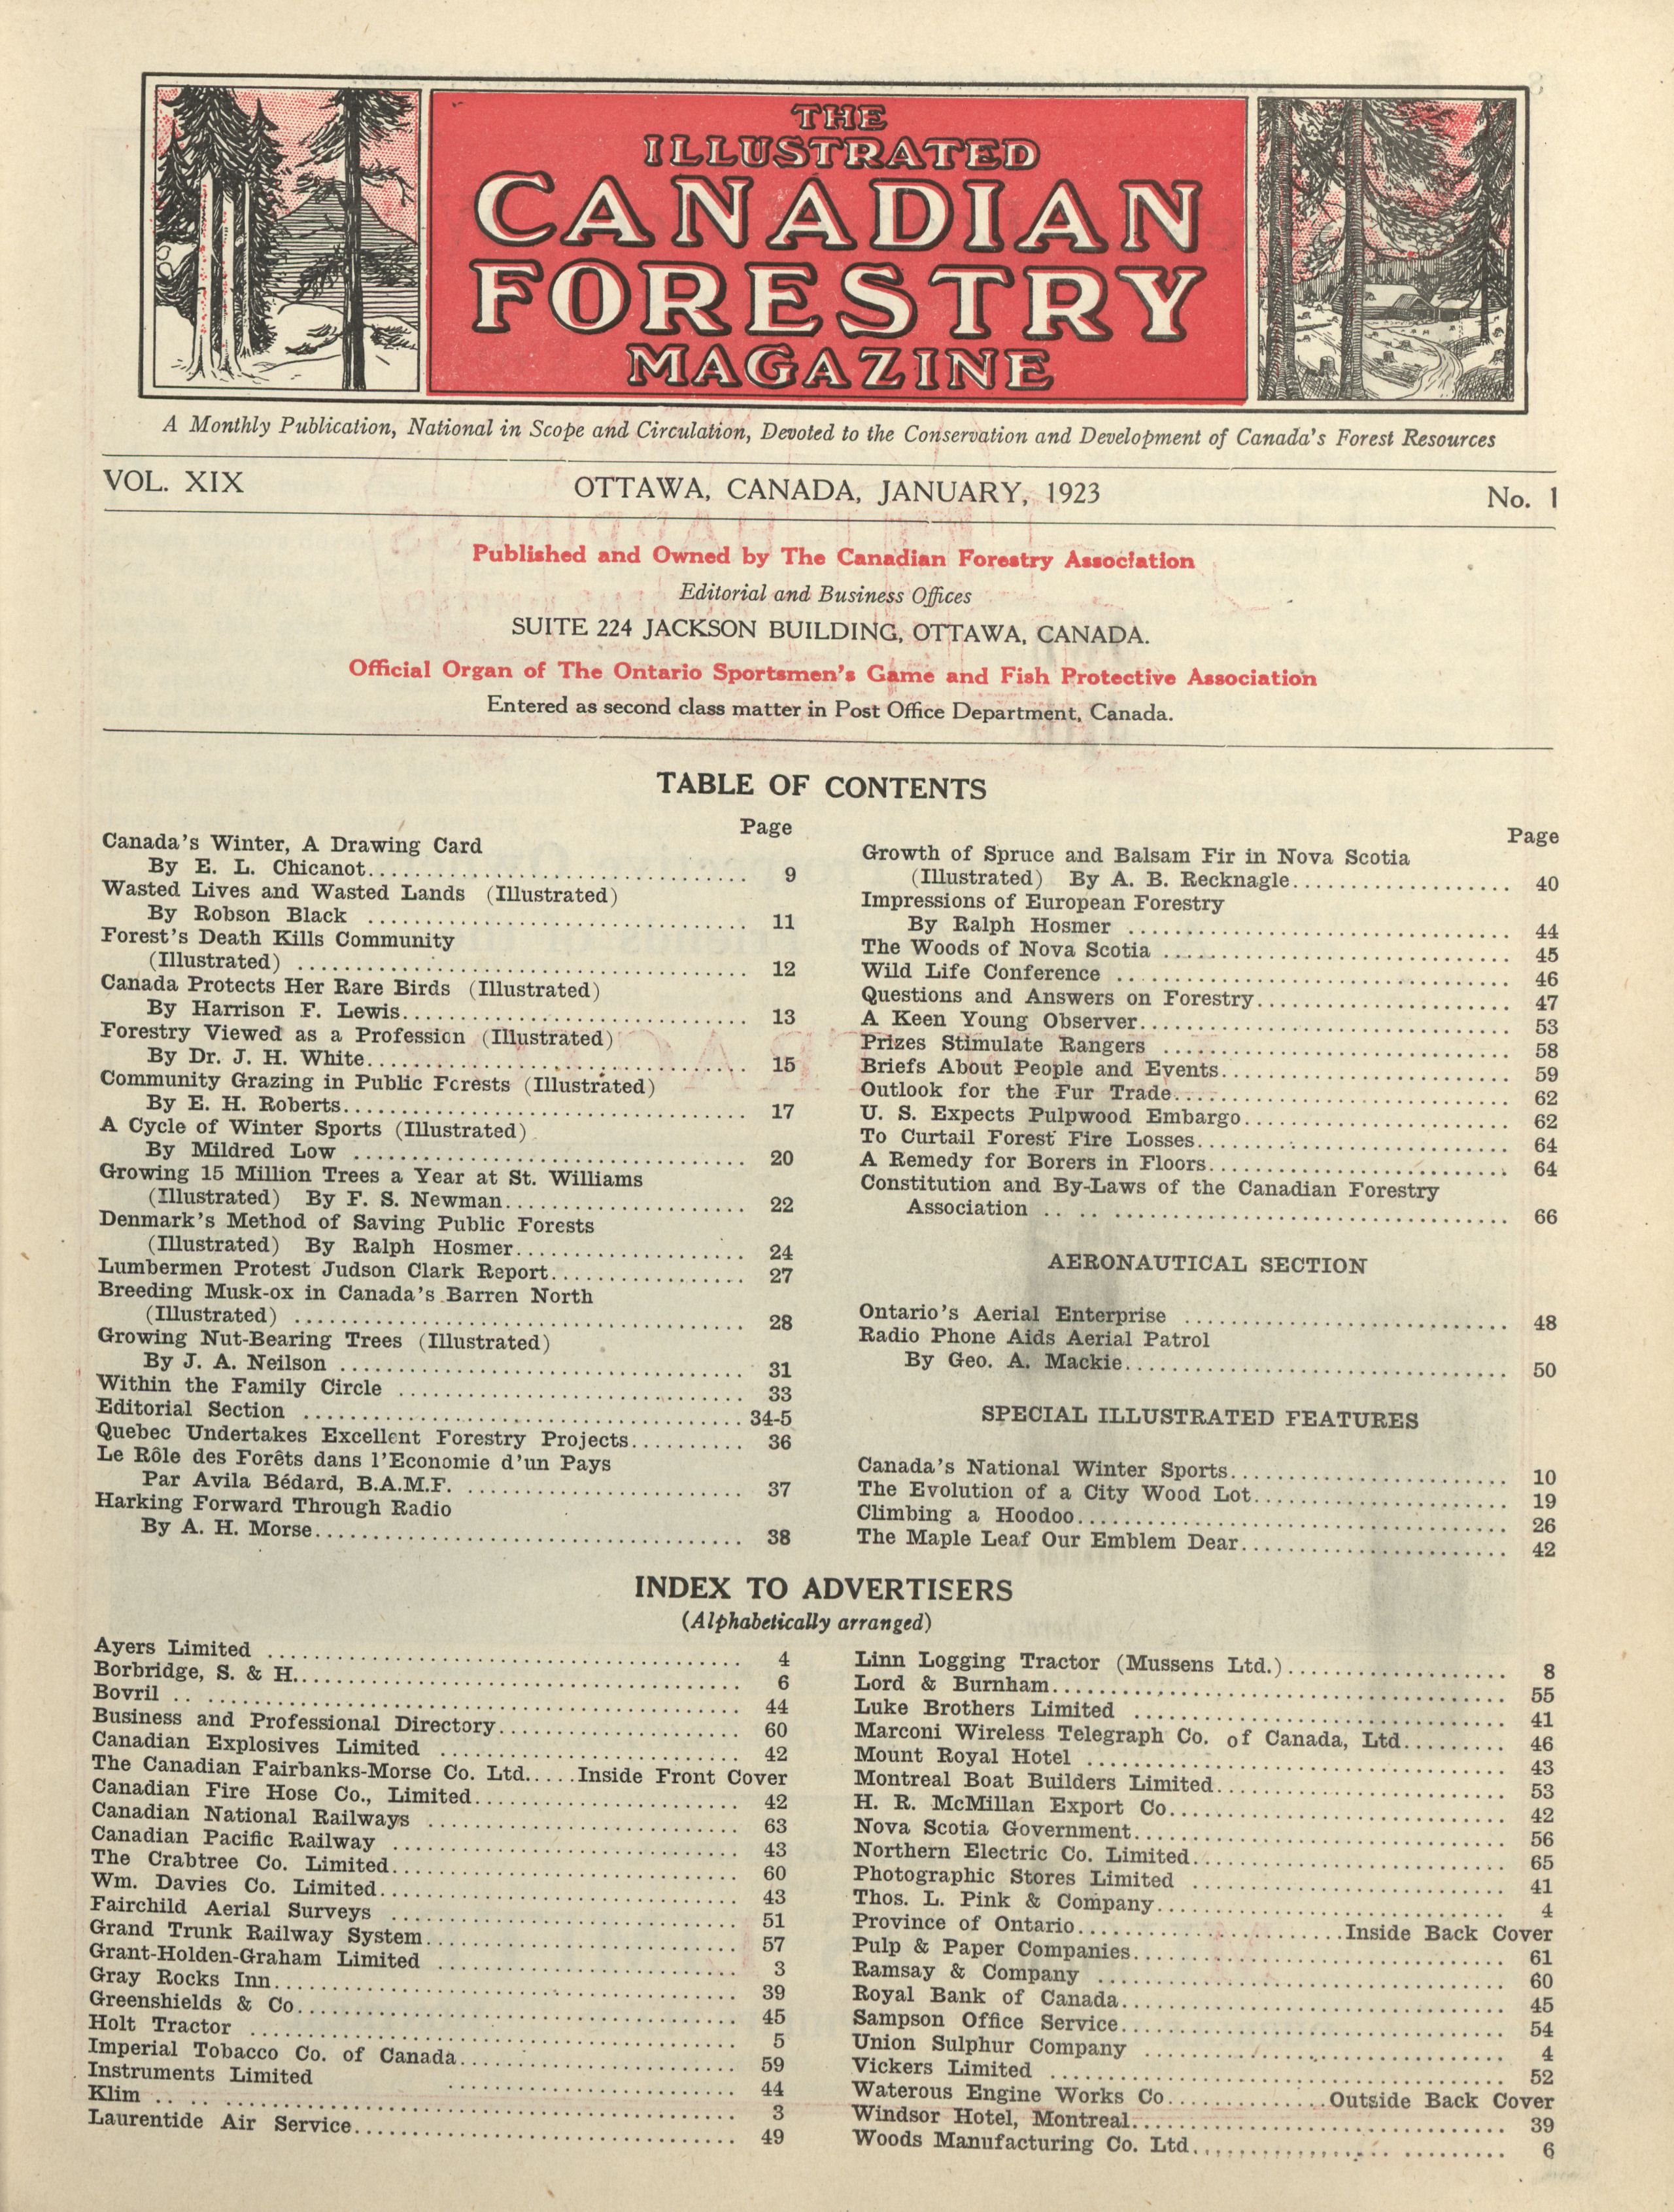 THE
ILLUSTRATED
CANADIAN
FORESTRY
MAGAZINE
A Monthly Publication, National in Scope and Circulation, Devoted to the Conservation and Development of Canada's Forest Resources
VOL. XIX OTTAWA, CANADA, JANUARY, 1923 No. 1
Published and Owned by The Canadian Forestry Association
Editorial and Business Offices
SUITE 224 JACKSON BUILDING, OTTAWA, CANADA.
Official Organ of The Ontario Sportsmen's Game and Fish Protective Association
Entered as second class matter in Post Office Department, Canada.
TABLE OF CONTENTS
Page
Canada's Winter, A Drawing Card
By E. L. Chicanot.................................. 9
Wasted Lives and Wasted Lands (Illustrated)
By Robson Black .................................. 11
Forest's Death Kills Community
(Illustrated) ........................................ 12
Canada Protects Her Rare Birds (Illustrated)
By Harrison F. Lewis............................... 13
Forestry Viewed as a Profession (Illustrated)
By Dr. J. H. White.................................. 15
Community Grazing in Public Forests (Illustrated)
By E. H. Roberts.................................... 17
A Cycle of Winter Sports (Illustrated)
By Mildred Low ................................... 20
Growing 15 Million Trees a Year at St. Williams
(Illustrated) By F. S. Newman..................... 22
Denmark's Method of Saving Public Forests
(Illustrated) By Ralph Hosmer.................... 24
Lumbermen Protest Judson Clark Report................. 27
Breeding Musk-ox in Canada's Barren North
(Illustrated) ........................................ 28
Growing Nut-Bearing Trees (Illustrated)
By J. A. Neilson .................................... 31
Within the Family Circle .............................. 33
Editorial Section ....................................... 34-5
Quebec Undertakes Excellent Forestry Projects.......... 36
Le Rôle des Forêts dans l'Economie d'un Pays
Par Avila Bédard, B.A.M.F. ........................ 37
Harking Forward Through Radio
By A. H. Morse...................................... 38
Page
Growth of Spruce and Balsam Fir in Nova Scotia
(Illustrated) By A. B. Recknagle................... 40
Impressions of European Forestry
By Ralph Hosmer .................................. 44
The Woods of Nova Scotia .............................. 45
Wild Life Conference .................................. 46
Questions and Answers on Forestry...................... 47
A Keen Young Observer................................. 53
Prizes Stimulate Rangers .............................. 58
Briefs About People and Events......................... 59
Outlook for the Fur Trade.............................. 62
U. S. Expects Pulpwood Embargo........................ 62
To Curtail Forest Fire Losses........................... 64
A Remedy for Borers in Floors.......................... 64
Constitution and By-Laws of the Canadian Forestry
Association .. .. ................................... 66
AERONAUTICAL SECTION
Ontario's Aerial Enterprise ............................ 48
Radio Phone Aids Aerial Patrol
By Geo. A. Mackie.................................. 50
SPECIAL ILLUSTRATED FEATURES
Canada's National Winter Sports........................ 10
The Evolution of a City Wood Lot...................... 19
Climbing a Hoodoo...................................... 26
The Maple Leaf Our Emblem Dear....................... 42
INDEX TO ADVERTISERS
(Alphabetically arranged)
Ayers Limited .......................................... 4
Borbridge, S. & H....................................... 6
Bovril .. .............................................. 44
Business and Professional Directory...................... 60
Canadian Explosives Limited ........................... 42
The Canadian Fairbanks-Morse Co. Ltd.....Inside Front Cover
Canadian Fire Hose Co., Limited........................ 42
Canadian National Railways ............................ 63
Canadian Pacific Railway ............................... 43
The Crabtree Co. Limited............................... 60
Wm. Davies Co. Limited................................. 43
Fairchild Aerial Surveys ............................... 51
Grand Trunk Railway System............................ 57
Grant-Holden-Graham Limited .......................... 3
Gray Rocks Inn.......................................... 39
Greenshields & Co....................................... 45
Holt Tractor ........................................... 5
Imperial Tobacco Co. of Canada......................... 59
Instruments Limited ......................... 44
Klim .. .. ............................................. 3
Laurentide Air Service.................................. 49
Linn Logging Tractor (Mussens Ltd.).................... 8
Lord & Burnham......................................... 55
Luke Brothers Limited ................................. 41
Marconi Wireless Telegraph Co. of Canada, Ltd......... 46
Mount Royal Hotel ..................................... 43
Montreal Boat Builders Limited.......................... 53
H. R. McMillan Export Co............................... 42
Nova Scotia Government................................. 56
Northern Electric Co. Limited........................... 65
Photographic Stores Limited ............................ 41
Thos. L. Pink & Company............................... 4
Province of Ontario........................Inside Back Cover
Pulp & Paper Companies................................. 61
Ramsay & Company ..................................... 60
Royal Bank of Canada................................... 45
Sampson Office Service.................................. 54
Union Sulphur Company ................................ 4
Vickers Limited ........................................ 52
Waterous Engine Works Co..............Outside Back Cover
Windsor Hotel, Montreal................................. 39
Woods Manufacturing Co. Ltd........................... 6